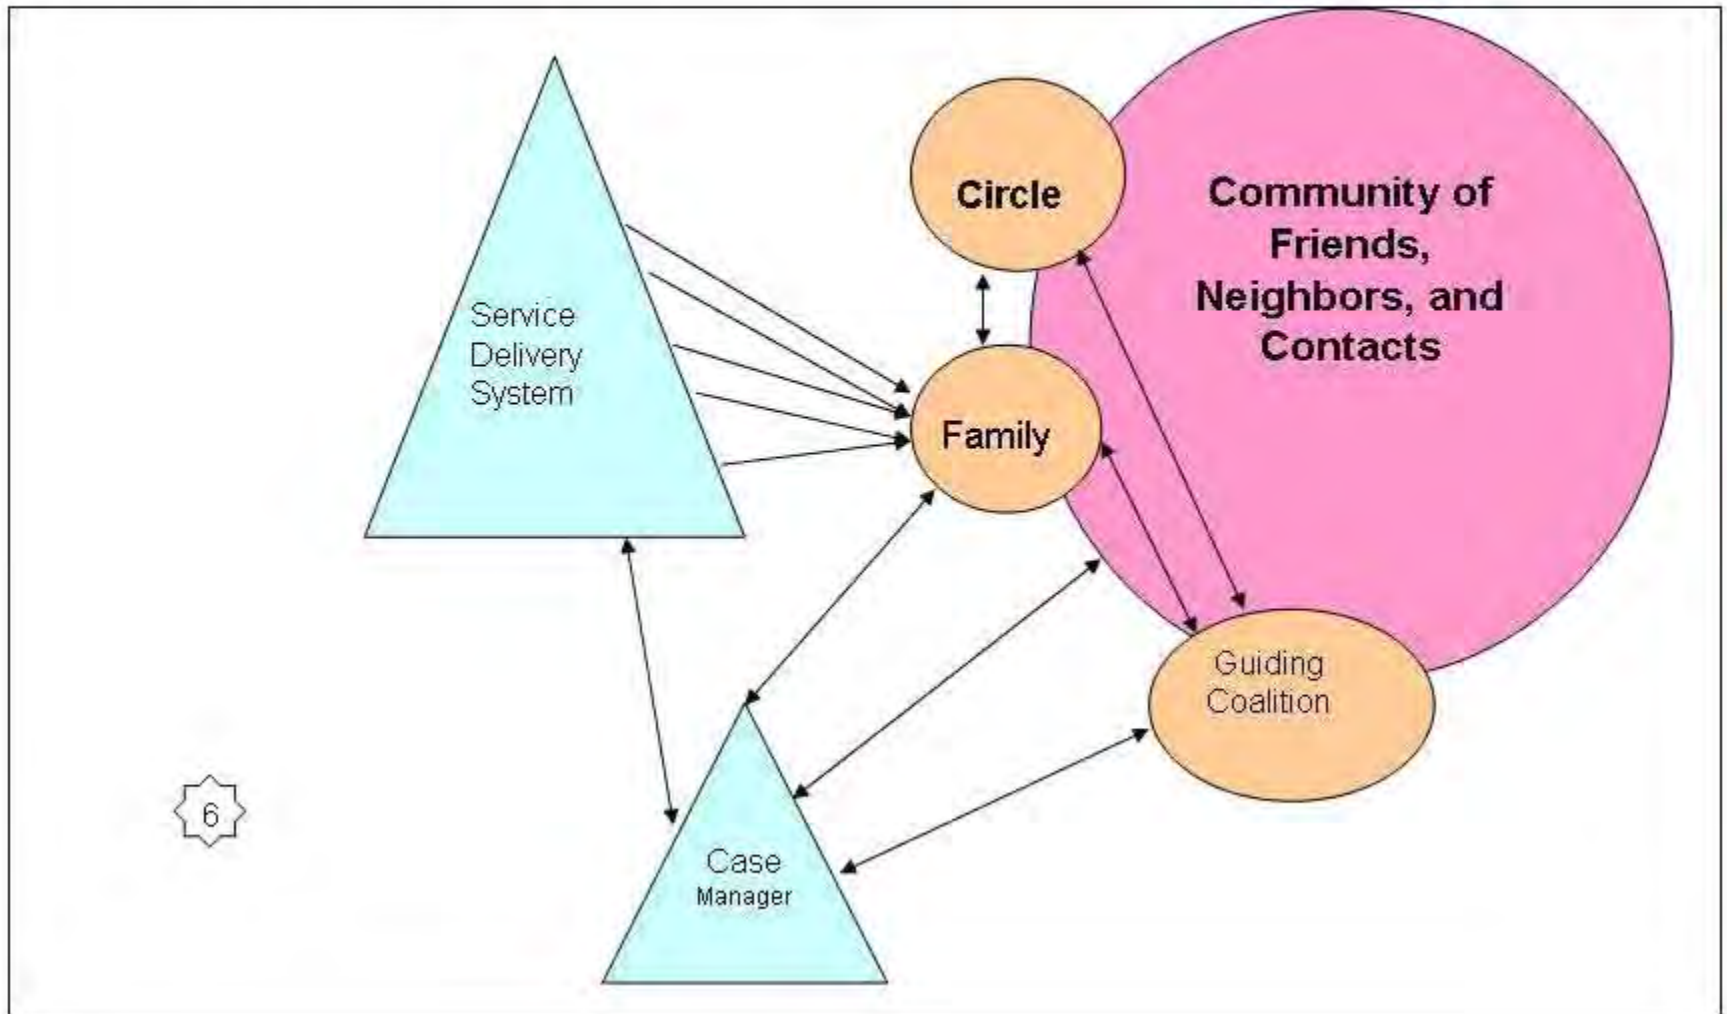 Service
Delivery
System
Circle
Community of
Friends,
Neighbors, and
Contacts
Family
Guiding
Coalition
Case
Manager
6